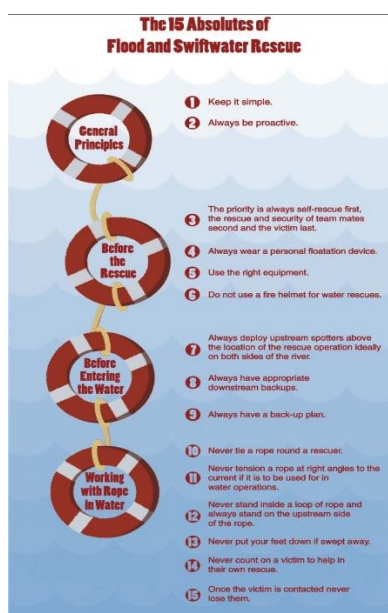 The 15 Absolutes of
Flood and Swiftwater Rescue
General
Principles
1 Keep it simple.
2 Always be proactive.
Before
the
Rescue
3 The priority is always self-rescue first,
the rescue and security of team mates
second and the victim last.
4 Always wear a personal floatation device.
5 Use the right equipment.
6 Do not use a fire helmet for water rescues.
Before
Entering
the Water
7 Always deploy upstream spotters above
the location of the rescue operation ideally
on both sides of the river.
8 Always have appropriate
downstream backups.
9 Always have a back-up plan.
Working
with Rope
in Water
10 Never tie a rope round a rescuer.
11 Never tension a rope at right angles to the
current if it is to be used for in
water operations.
12 Never stand inside a loop of rope and
always stand on the upstream side
of the rope.
13 Never put your feet down if swept away.
14 Never count on a victim to help in
their own rescue.
15 Once the victim is contacted never
lose them.